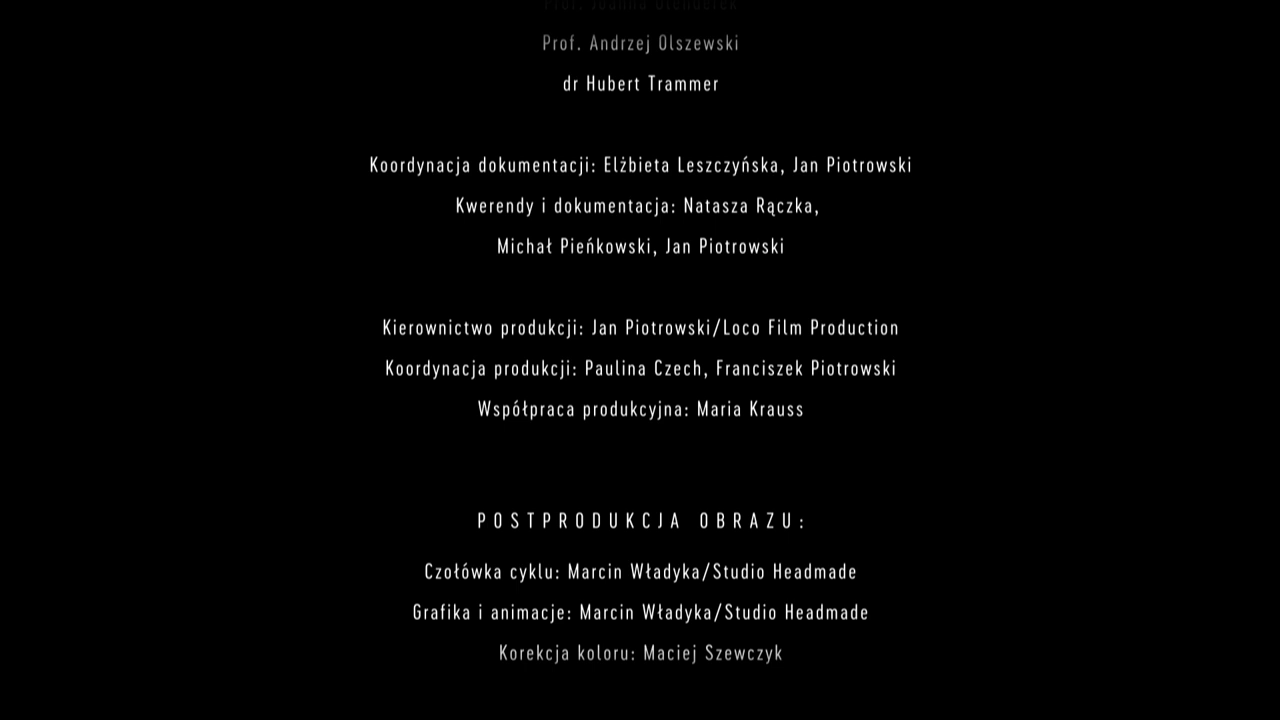 Prof. Andrzej Olszewski
dr Hubert Trammer
Koordynacja dokumentacji: Elżbieta Leszczyńska, Jan Piotrowski
Kwerendy i dokumentacja: Natasza Rączka,
Michał Pieńkowski, Jan Piotrowski
Kierownictwo produkcji: Jan Piotrowski/Loco Film Production
Koordynacja produkcji: Paulina Czech, Franciszek Piotrowski
Współpraca produkcyjna: Maria Krauss
POSTPRODUKCJA OBRAZU:
Czołówka cyklu: Marcin Władyka/Studio Headmade
Grafika i animacje: Marcin Władyka/Studio Headmade
Korekcja koloru: Maciej Szewczyk